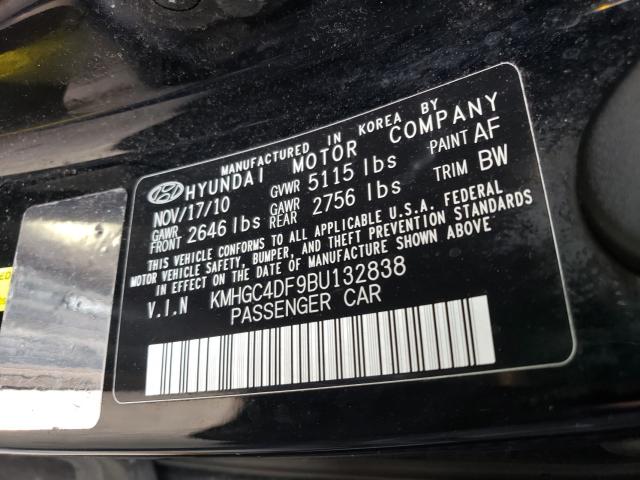 MANUFACTURED IN KOREA BY
HYUNDAI MOTOR COMPANY
NOV/17/10 GVWR 5115 lbs PAINT AF
GAWR FRONT 2646 lbs GAWR REAR 2756 lbs TRIM BW
THIS VEHICLE CONFORMS TO ALL APPLICABLE U.S.A. FEDERAL
MOTOR VEHICLE SAFETY, BUMPER, AND THEFT PREVENTION
STANDARDS IN EFFECT ON THE DATE OF MANUFACTURE SHOWN ABOVE
V.I.N KMHGC4DF9BU132838
PASSENGER CAR